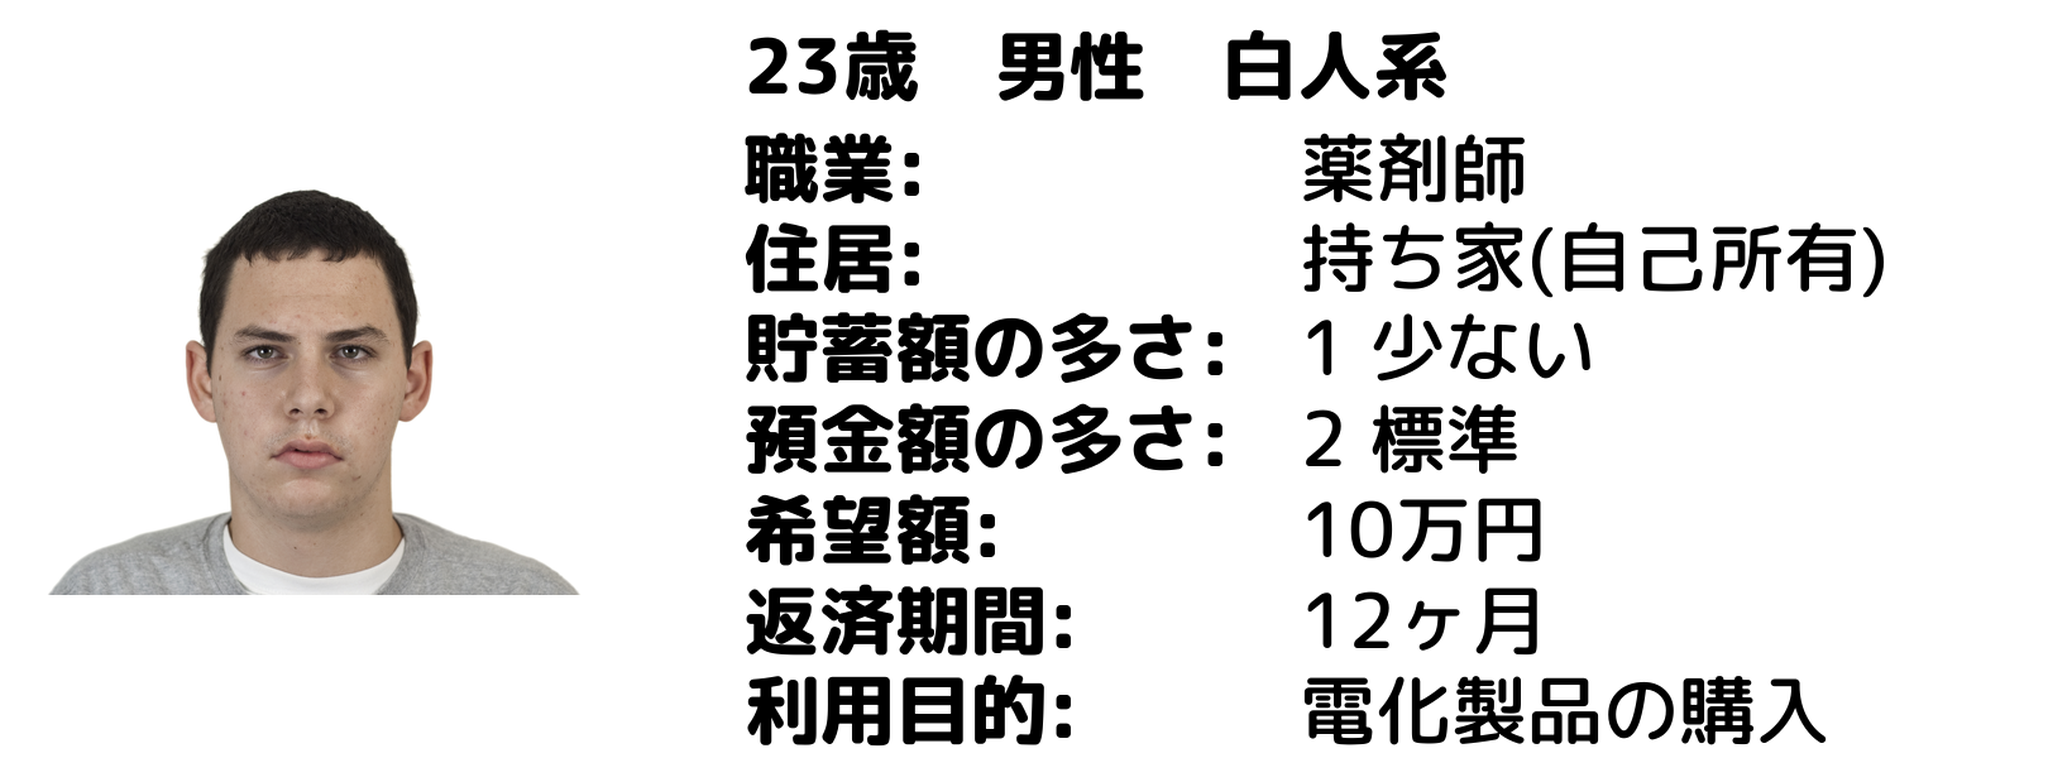 23歳　男性　白人系
職業: 薬剤師
住居: 持ち家(自己所有)
貯蓄額の多さ: 1 少ない
預金額の多さ: 2 標準
希望額: 10万円
返済期間: 12ヶ月
利用目的: 電化製品の購入